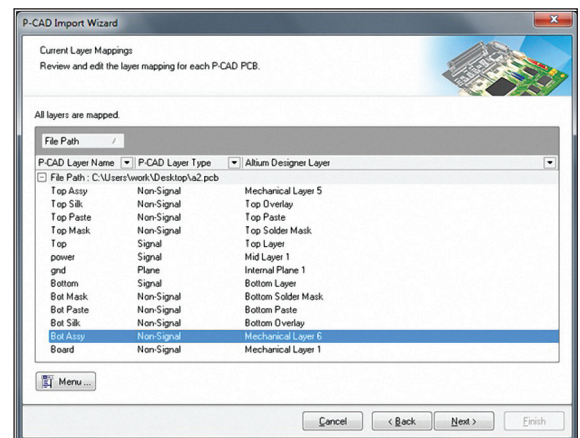 P-CAD Import Wizard
Current Layer Mappings
Review and edit the layer mapping for each P-CAD PCB.
All layers are mapped.
File Path /
P-CAD Layer Name P-CAD Layer Type Altium Designer Layer
File Path : C:\Users\work\Desktop\a2.pcb
Top Assy Non-Signal Mechanical Layer 5
Top Silk Non-Signal Top Overlay
Top Paste Non-Signal Top Paste
Top Mask Non-Signal Top Solder Mask
Top Signal Top Layer
power Signal Mid Layer 1
gnd Plane Internal Plane 1
Bottom Signal Bottom Layer
Bot Mask Non-Signal Bottom Solder Mask
Bot Paste Non-Signal Bottom Paste
Bot Silk Non-Signal Bottom Overlay
Bot Assy Non-Signal Mechanical Layer 6
Board Non-Signal Mechanical Layer 1
Menu ...
Cancel < Back Next > Finish